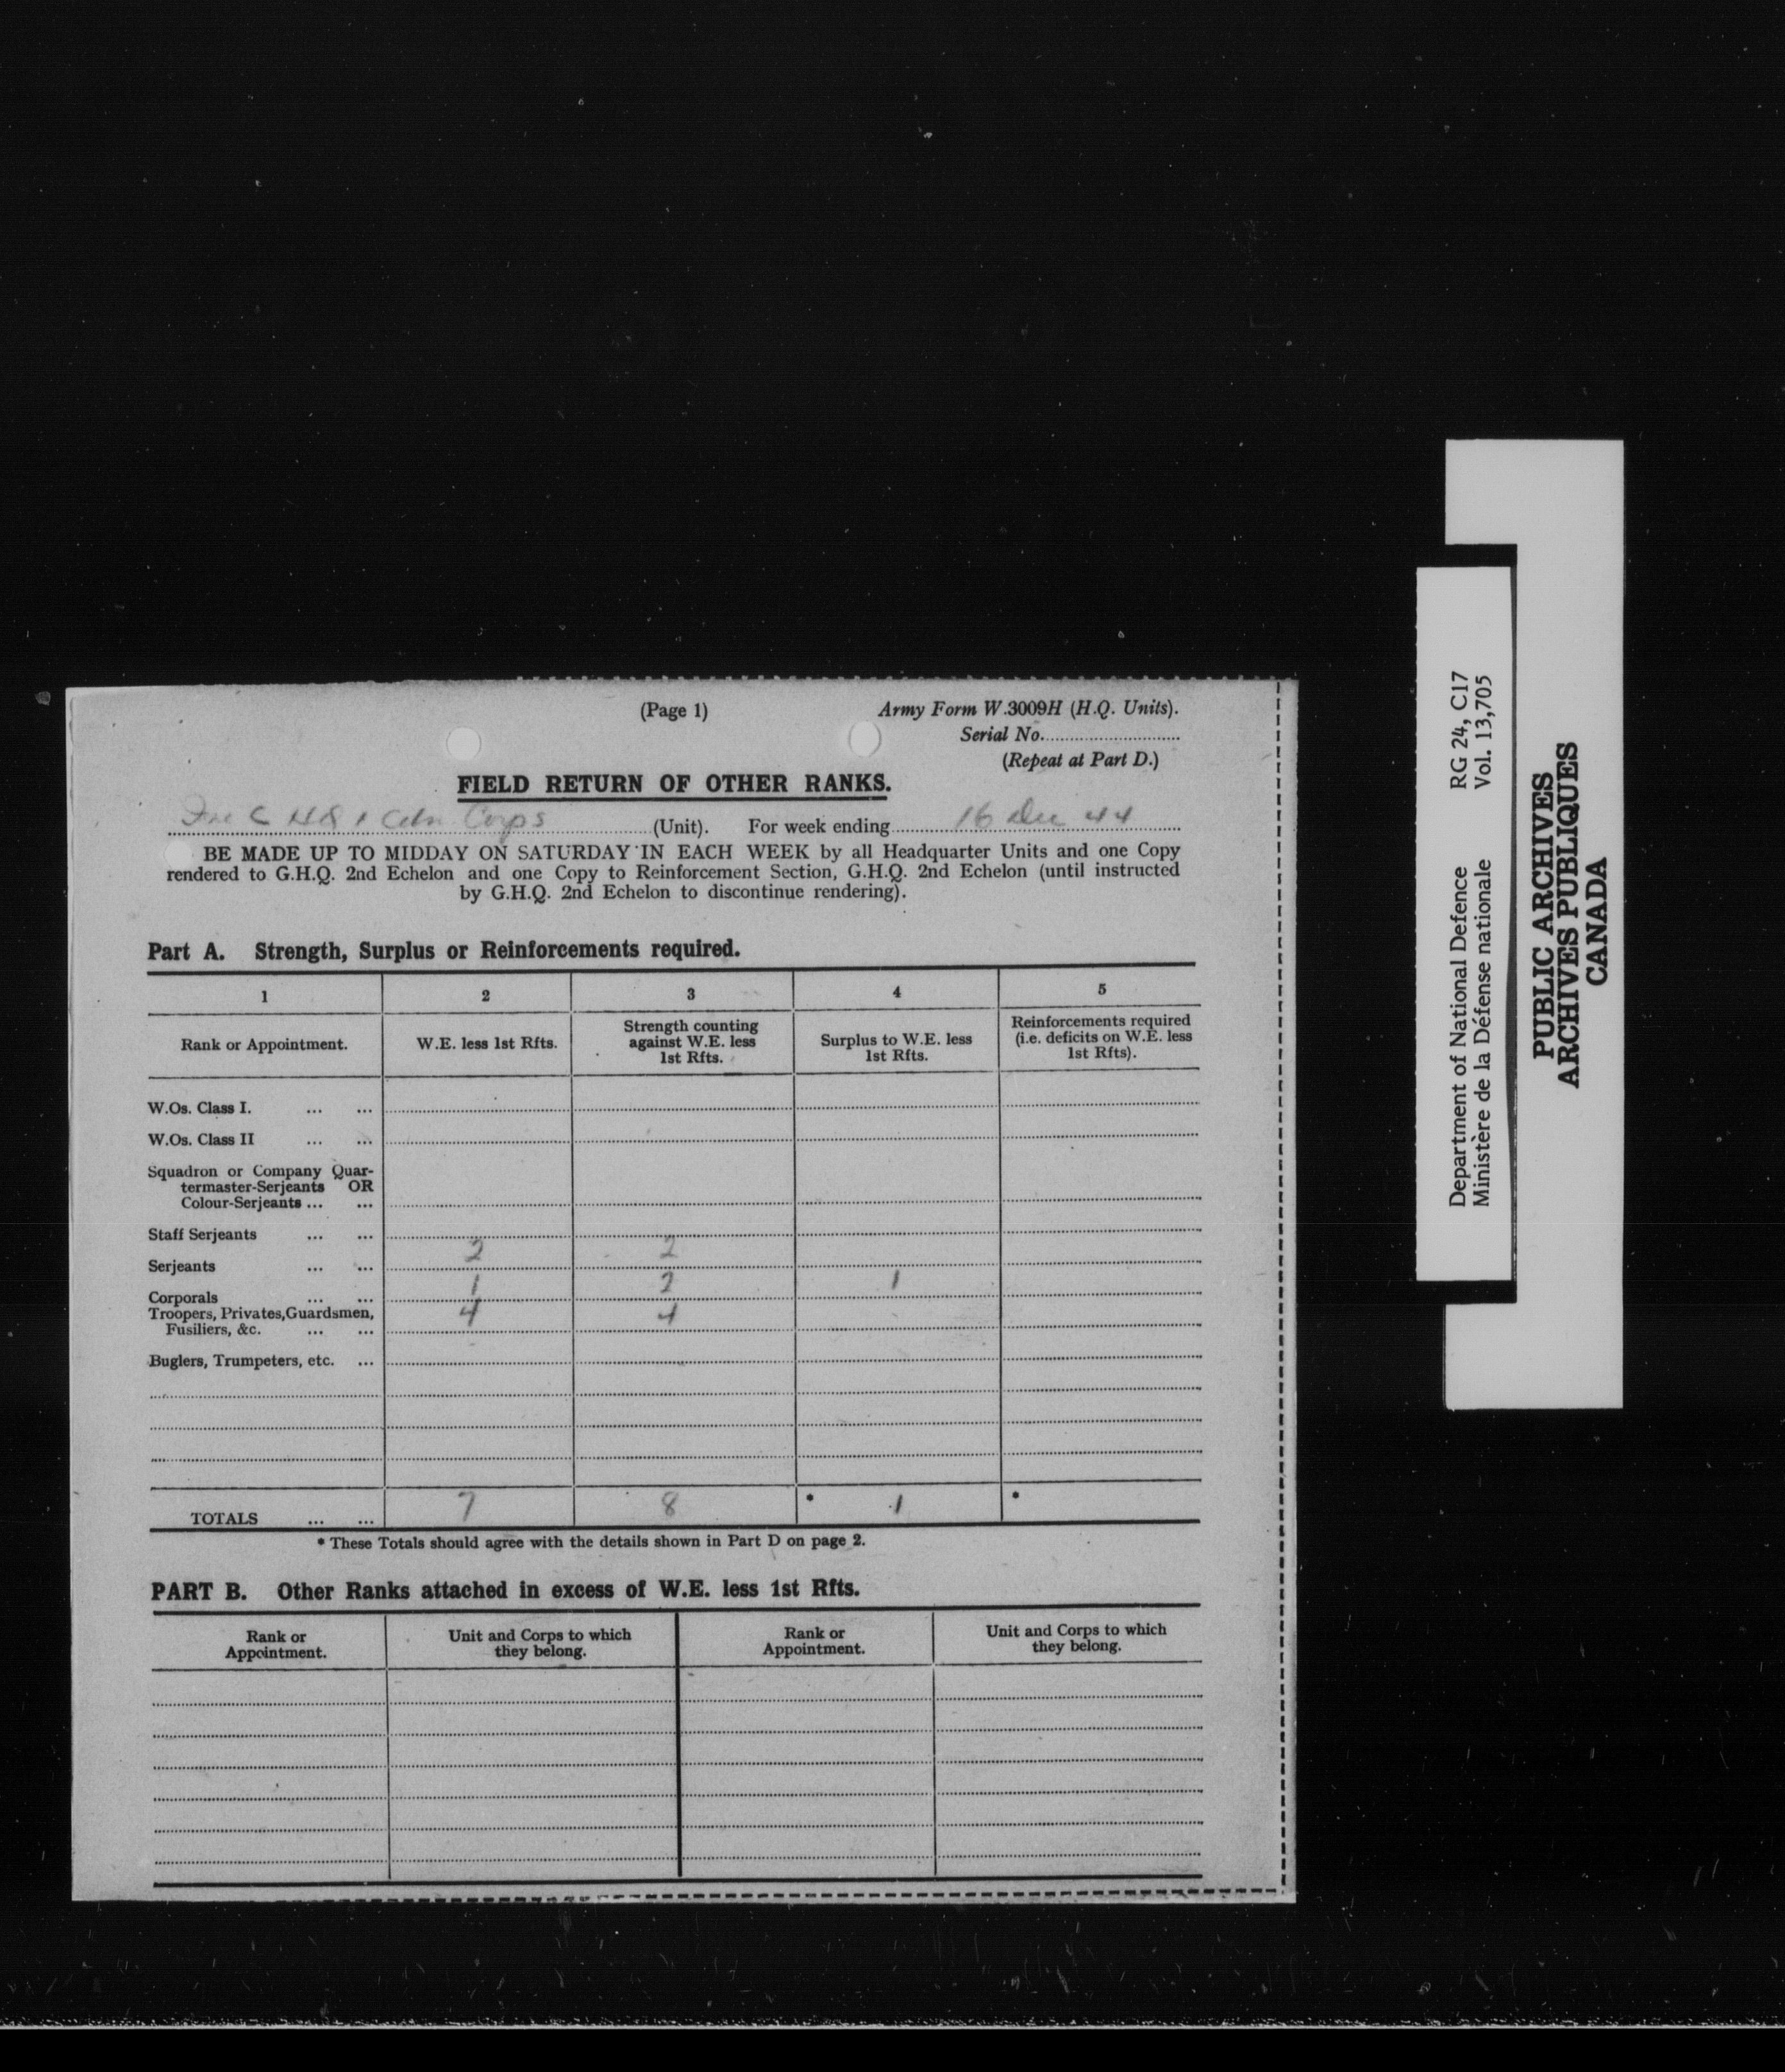 (Page 1)
Army Form W.3009H (H.Q. Units).
Serial No.
(Repeat at Part D.)
FIELD RETURN OF OTHER RANKS.
HQ 1 Cdn Corps (Unit). For week ending 16 Dec 44
BE MADE UP TO MIDDAY ON SATURDAY IN EACH WEEK by all Headquarter Units and one Copy
rendered to G.H.Q. 2nd Echelon and one Copy to Reinforcement Section, G.H.Q. 2nd Echelon (until instructed
by G.H.Q. 2nd Echelon to discontinue rendering).
Part A. Strength, Surplus or Reinforcements required.
1 2 3 4 5
Rank or Appointment.
W.E. less 1st Rfts.
Strength counting
against W.E. less
1st Rfts.
Surplus to W.E. less
1st Rfts.
Reinforcements required
(i.e. deficits on W.E. less
1st Rfts).
W.Os. Class I. ... ...
W.Os. Class II ... ...
Squadron or Company Quar-
termaster-Serjeants OR
Colour-Serjeants ... ...
Staff Serjeants ... ...
Serjeants ... ... 2 2
Corporals ... ... 1 2 1
Troopers, Privates, Guardsmen,
Fusiliers, &c. ... ... 4 4
Buglers, Trumpeters, etc. ...
TOTALS ... ... 7 8 * 1 *
* These Totals should agree with the details shown in Part D on page 2.
PART B. Other Ranks attached in excess of W.E. less 1st Rfts.
Rank or
Appointment.
Unit and Corps to which
they belong.
Rank or
Appointment.
Unit and Corps to which
they belong.
Department of National Defence RG 24, C17
Ministère de la Défense nationale Vol. 13,705
PUBLIC ARCHIVES
ARCHIVES PUBLIQUES
CANADA